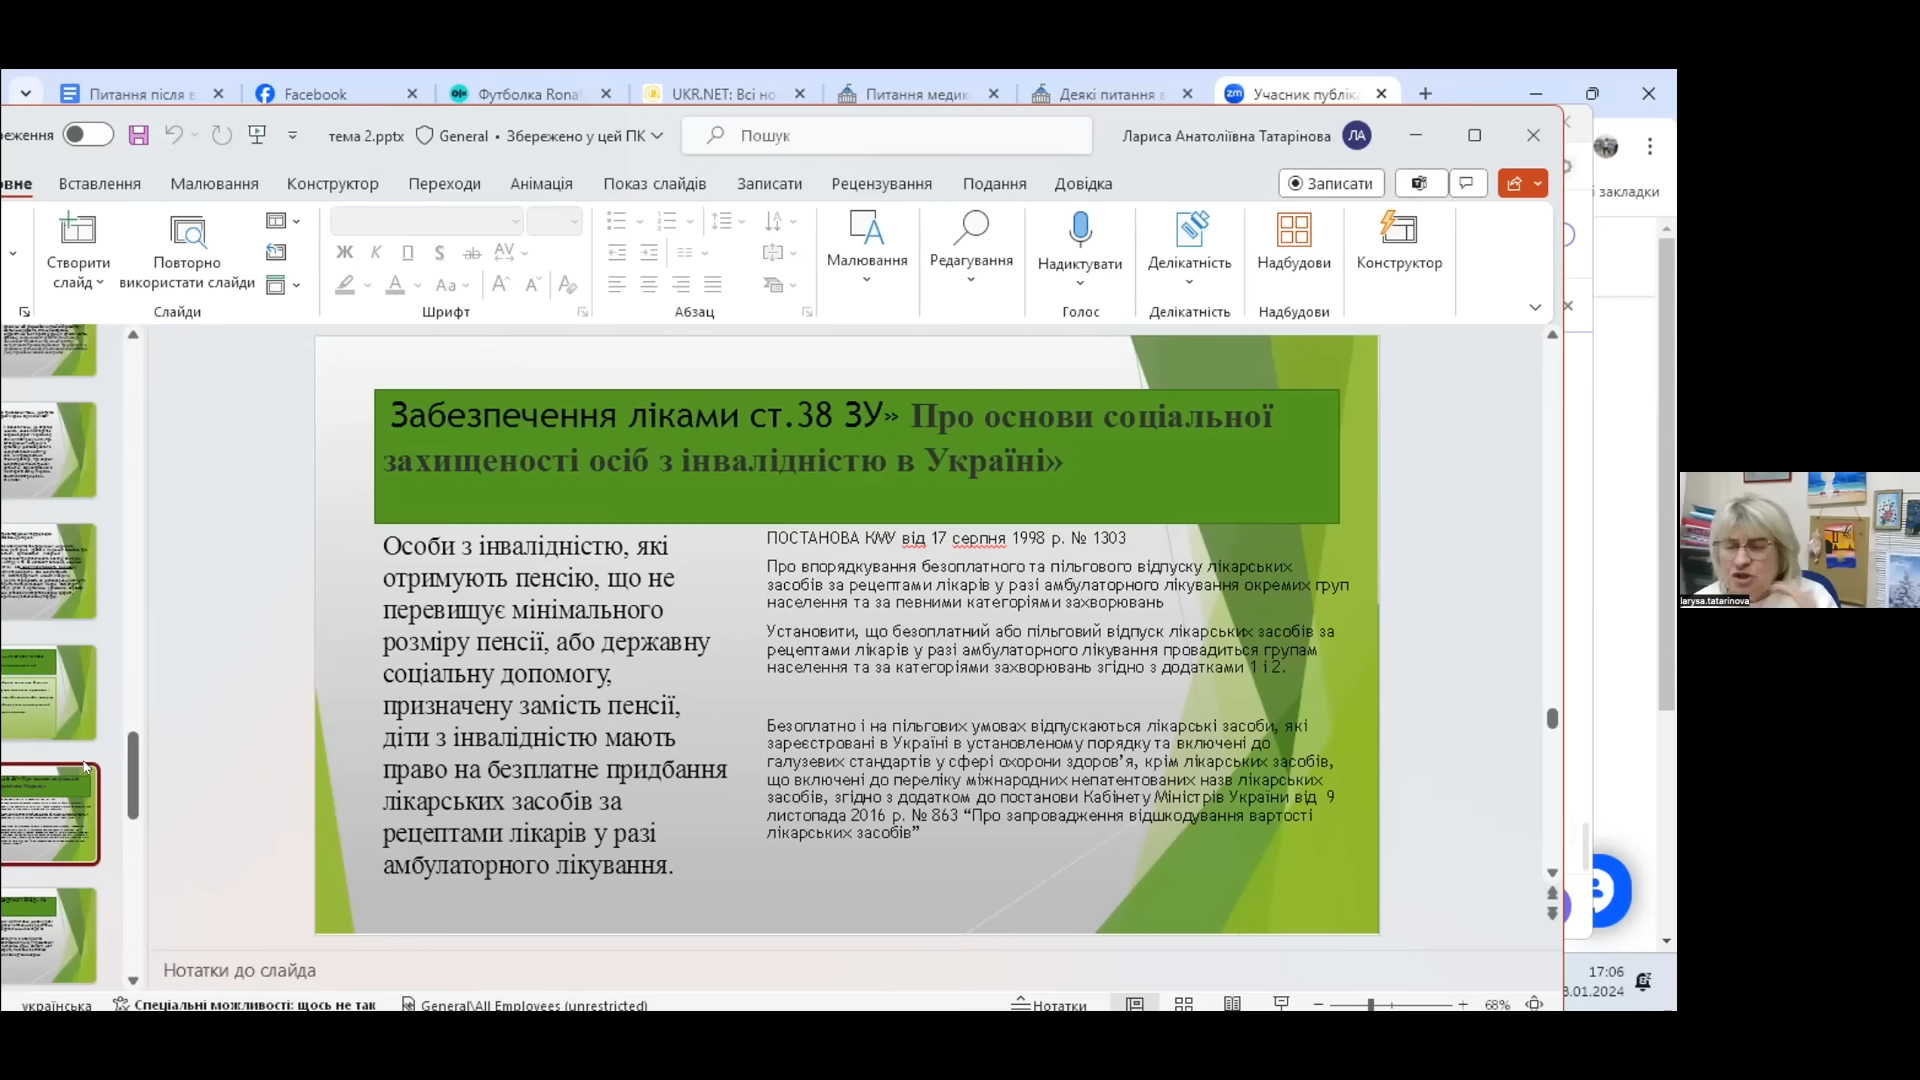 Питання після в
Facebook
Футболка Rona
UKR.NET: Всі но
Питання медик
Деякі питання в
Учасник публіка
тема 2.pptx
General • Збережено у цей ПК
Пошук
Лариса Анатоліївна Татарінова
ЛА
Вставлення
Малювання
Конструктор
Переходи
Анімація
Показ слайдів
Записати
Рецензування
Подання
Довідка
Записати
закладки
Створити слайд
Повторно використати слайди
Малювання
Редагування
Надиктувати
Делікатність
Надбудови
Конструктор
Слайди
Шрифт
Абзац
Голос
Делікатність
Надбудови
Забезпечення ліками ст.38 ЗУ» Про основи соціальної
захищеності осіб з інвалідністю в Україні»
Особи з інвалідністю, які
отримують пенсію, що не
перевищує мінімального
розміру пенсії, або державну
соціальну допомогу,
призначену замість пенсії,
діти з інвалідністю мають
право на безплатне придбання
лікарських засобів за
рецептами лікарів у разі
амбулаторного лікування.
ПОСТАНОВА КМУ від 17 серпня 1998 р. № 1303
Про впорядкування безоплатного та пільгового відпуску лікарських
засобів за рецептами лікарів у разі амбулаторного лікування окремих груп
населення та за певними категоріями захворювань
Установити, що безоплатний або пільговий відпуск лікарських засобів за
рецептами лікарів у разі амбулаторного лікування провадиться групам
населення та за категоріями захворювань згідно з додатками 1 і 2.
Безоплатно і на пільгових умовах відпускаються лікарські засоби, які
зареєстровані в Україні в установленому порядку та включені до
галузевих стандартів у сфері охорони здоров’я, крім лікарських засобів,
що включені до переліку міжнародних непатентованих назв лікарських
засобів, згідно з додатком до постанови Кабінету Міністрів України від 9
листопада 2016 р. № 863 “Про запровадження відшкодування вартості
лікарських засобів”
larysa.tatarinova
Нотатки до слайда
17:06
.01.2024
українська
Спеціальні можливості: щось не так
General\All Employees (unrestricted)
Нотатки
68%